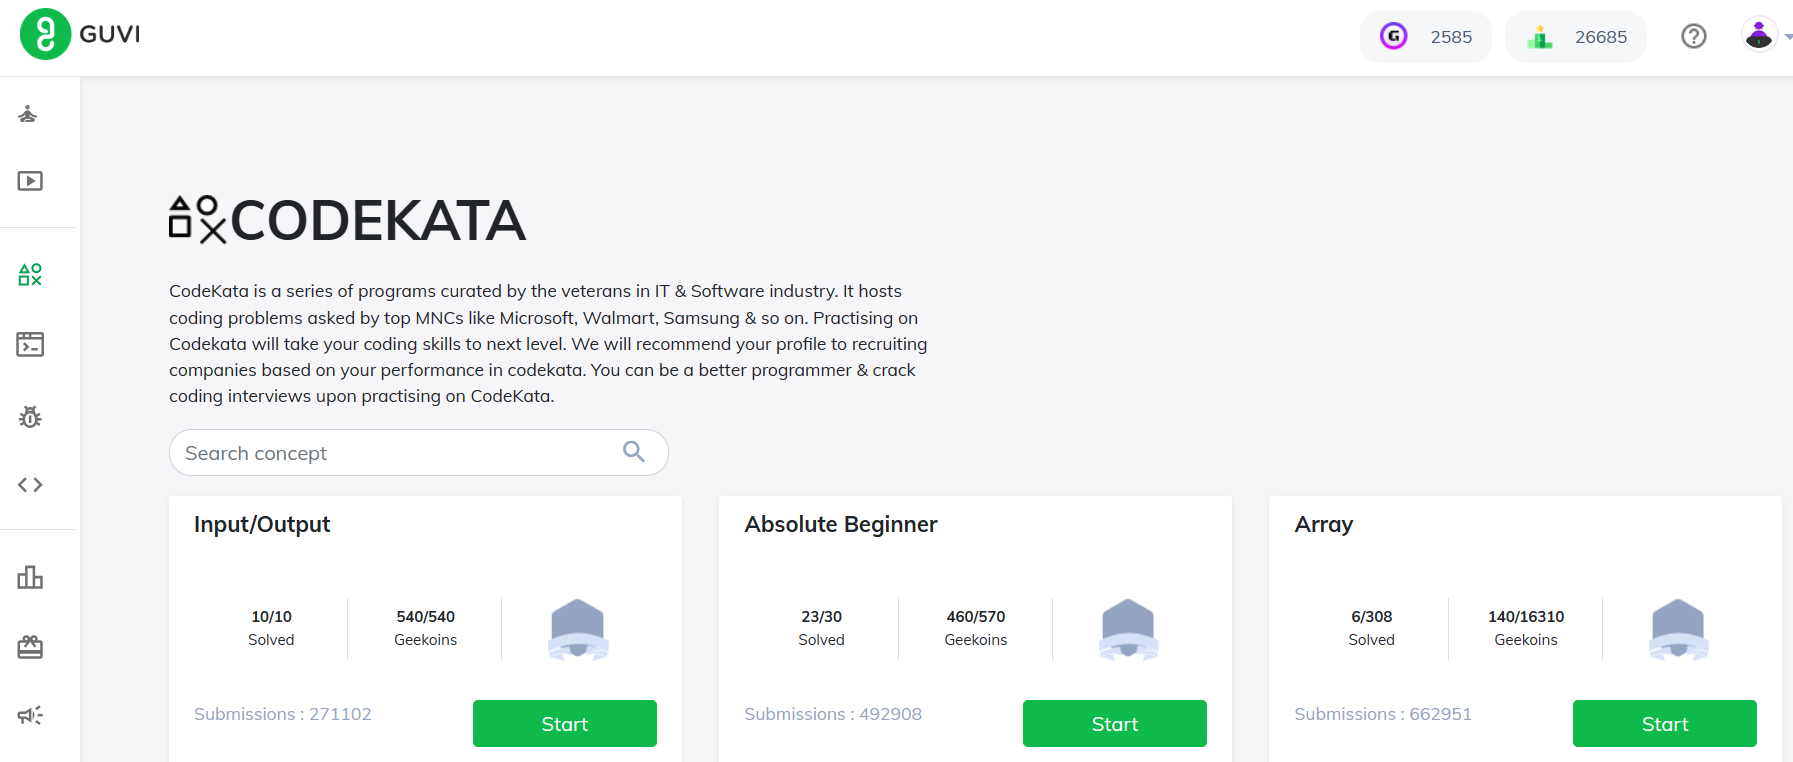 GUVI
2585
26685
CODEKATA
CodeKata is a series of programs curated by the veterans in IT & Software industry. It hosts
coding problems asked by top MNCs like Microsoft, Walmart, Samsung & so on. Practising on
Codekata will take your coding skills to next level. We will recommend your profile to recruiting
companies based on your performance in codekata. You can be a better programmer & crack
coding interviews upon practising on CodeKata.
Search concept
Input/Output
10/10
Solved
540/540
Geekoins
Submissions : 271102
Start
Absolute Beginner
23/30
Solved
460/570
Geekoins
Submissions : 492908
Start
Array
6/308
Solved
140/16310
Geekoins
Submissions : 662951
Start